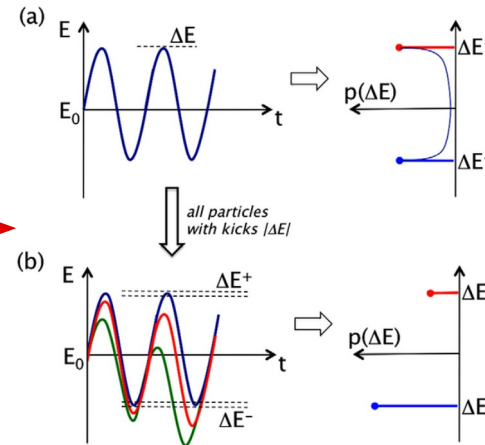 (a)
E
ΔE
E₀
t
ΔE
p(ΔE)
ΔE
all particles
with kicks |ΔE|
(b)
E
ΔE⁺
E₀
t
ΔE⁻
ΔE
p(ΔE)
ΔE